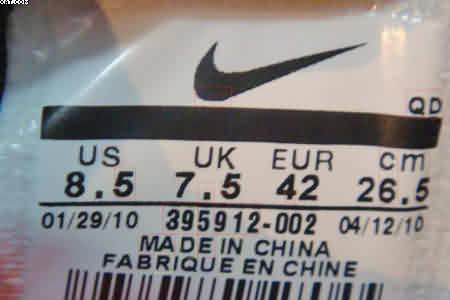 QD
US UK EUR cm
8.5 7.5 42 26.5
01/29/10 395912-002 04/12/10
MADE IN CHINA
FABRIQUE EN CHINE